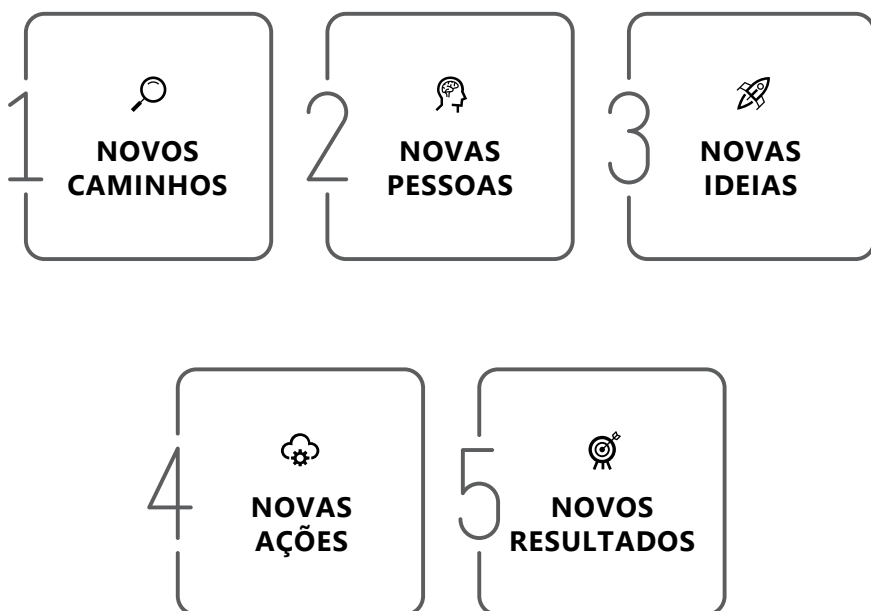 1
NOVOS
CAMINHOS
2
NOVAS
PESSOAS
3
NOVAS
IDEIAS
4
NOVAS
AÇÕES
5
NOVOS
RESULTADOS